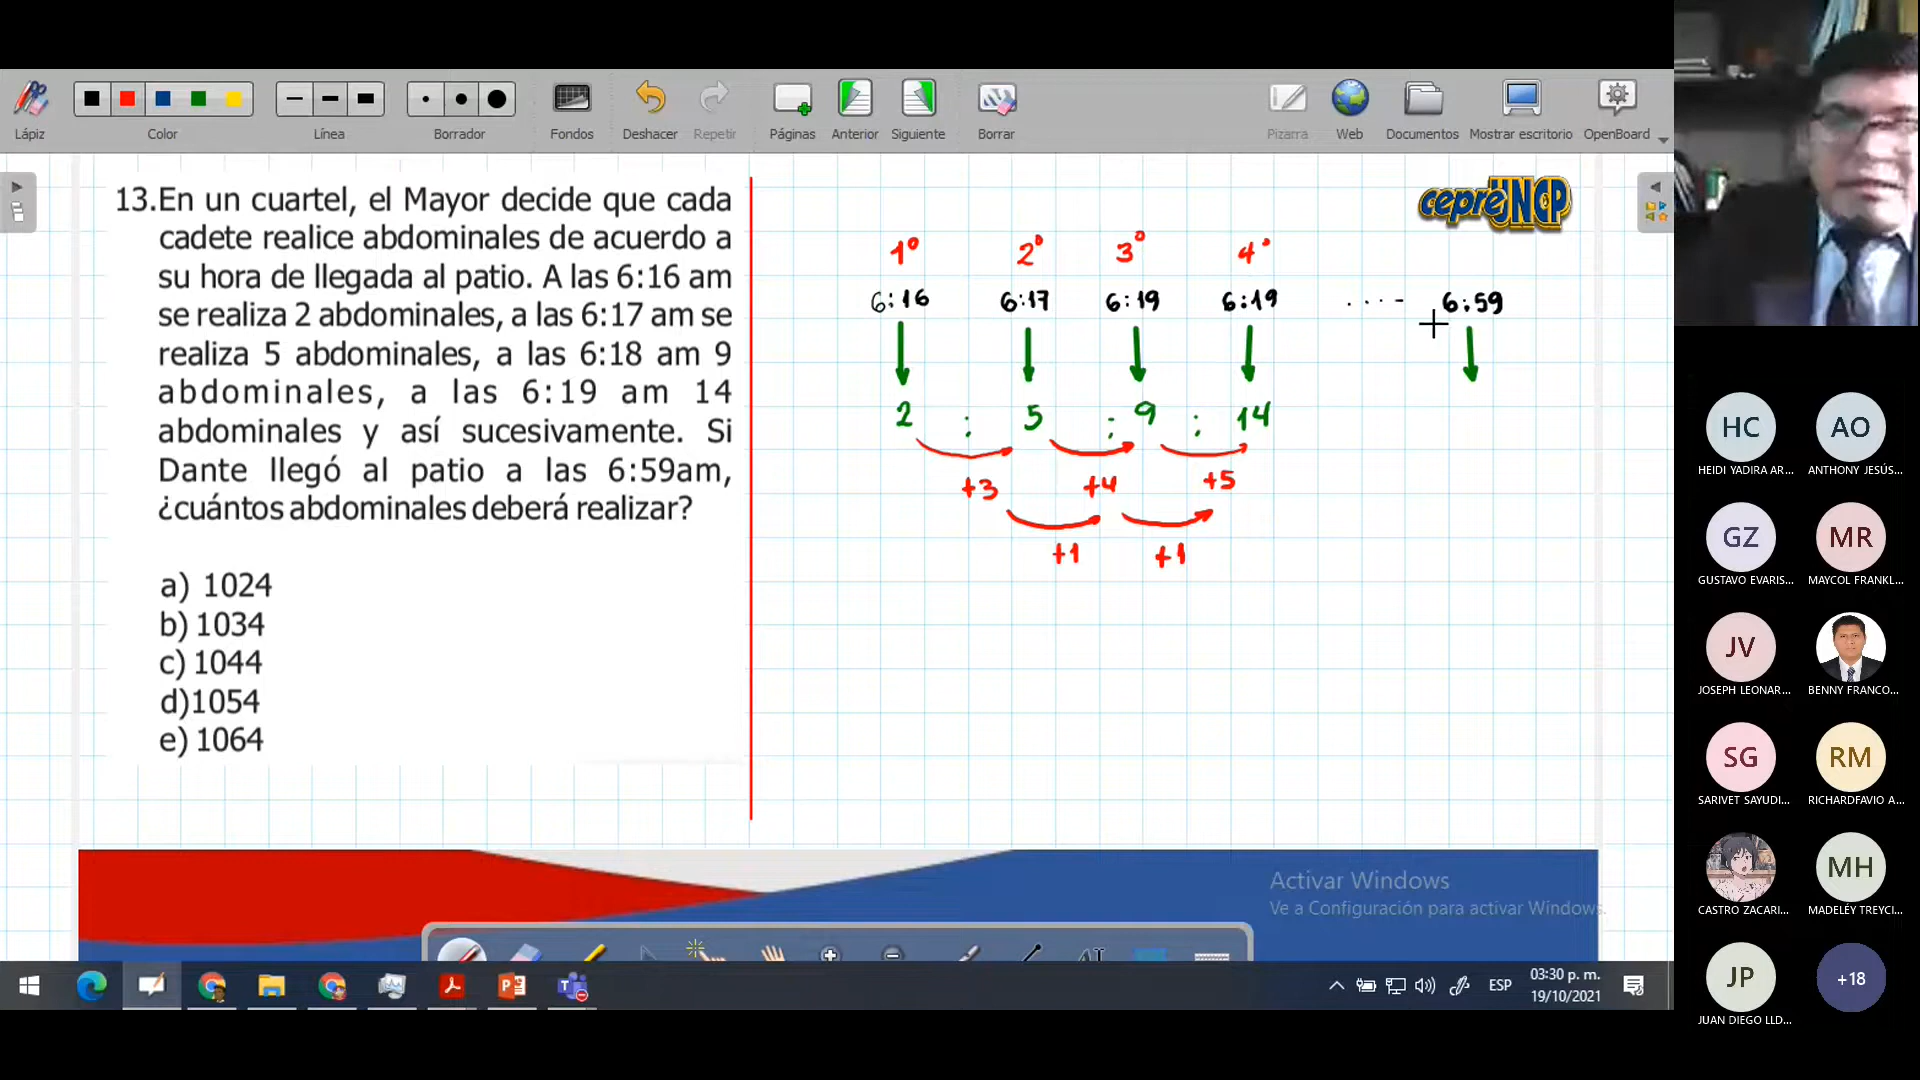 Lápiz
Color
Línea
Borrador
Fondos
Deshacer
Repetir
Páginas
Anterior
Siguiente
Borrar
Pizarra
Web
Documentos
Mostrar escritorio
OpenBoard
13.En un cuartel, el Mayor decide que cada
cadete realice abdominales de acuerdo a
su hora de llegada al patio. A las 6:16 am
se realiza 2 abdominales, a las 6:17 am se
realiza 5 abdominales, a las 6:18 am 9
abdominales, a las 6:19 am 14
abdominales y así sucesivamente. Si
Dante llegó al patio a las 6:59am,
¿cuántos abdominales deberá realizar?
a) 1024
b) 1034
c) 1044
d)1054
e) 1064
cepreUNCP
1° 2° 3° 4°
6:16 6:17 6:19 6:19 .... 6:59
2 ; 5 ; 9 ; 14
+3 +4 +5
+1 +1
Activar Windows
Ve a Configuración para activar Windows.
AI
ESP
03:30 p. m.
19/10/2021
HC
HEIDI YADIRA AR...
AO
ANTHONY JESÚS...
GZ
GUSTAVO EVARIS...
MR
MAYCOL FRANKL...
JV
JOSEPH LEONAR...
BENNY FRANCO...
SG
SARIVET SAYUDI...
RM
RICHARDFAVIO A...
CASTRO ZACARI...
MH
MADELÉY TREYCI...
JP
JUAN DIEGO LLD...
+18